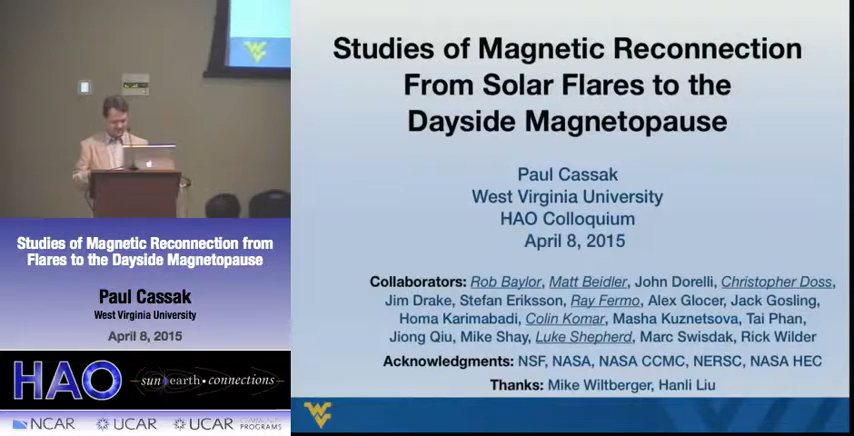 Studies of Magnetic Reconnection
From Solar Flares to the
Dayside Magnetopause
Paul Cassak
West Virginia University
HAO Colloquium
April 8, 2015
Collaborators: Rob Baylor, Matt Beidler, John Dorelli, Christopher Doss,
Jim Drake, Stefan Eriksson, Ray Fermo, Alex Glocer, Jack Gosling,
Homa Karimabadi, Colin Komar, Masha Kuznetsova, Tai Phan,
Jiong Qiu, Mike Shay, Luke Shepherd, Marc Swisdak, Rick Wilder
Acknowledgments: NSF, NASA, NASA CCMC, NERSC, NASA HEC
Thanks: Mike Wiltberger, Hanli Liu
Studies of Magnetic Reconnection from
Flares to the Dayside Magnetopause
Paul Cassak
West Virginia University
April 8, 2015
HAO
sun•earth•connections
NCAR
UCAR
UCAR
PROGRAMS